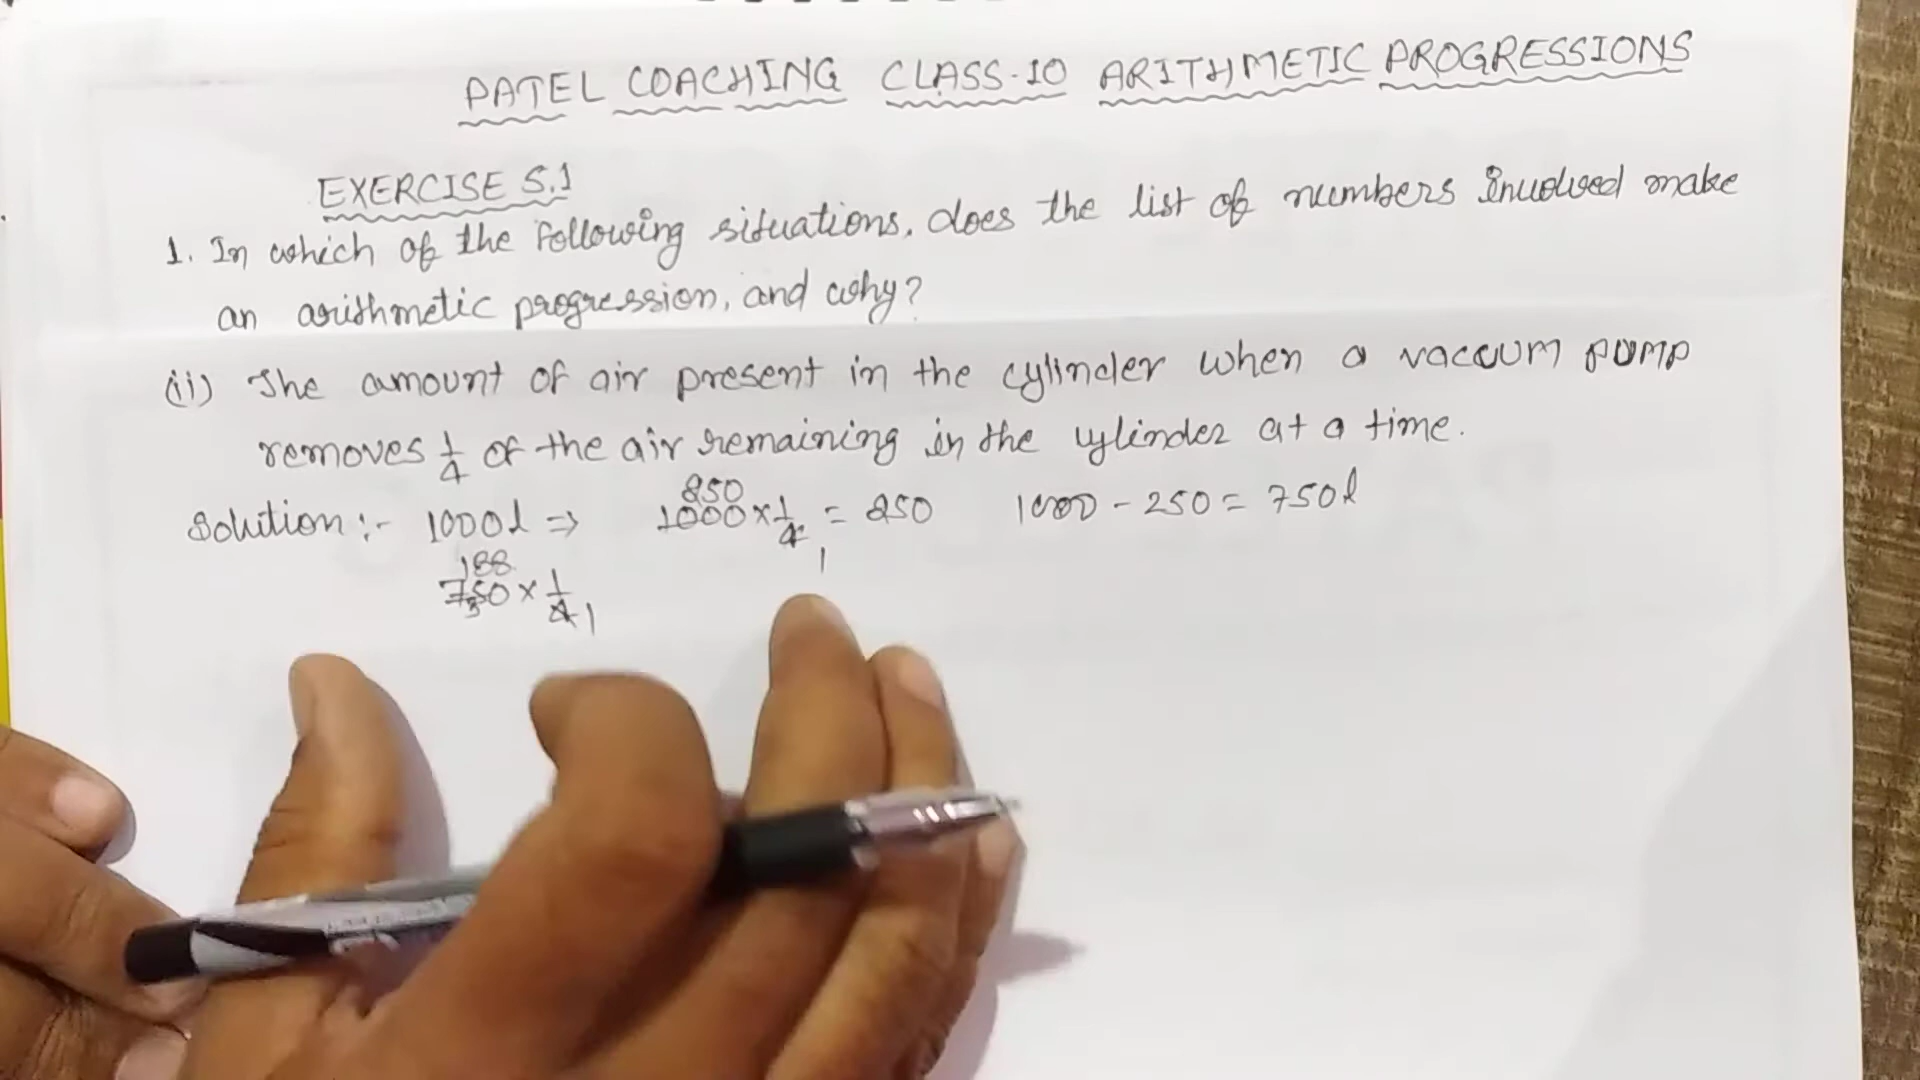 PATEL COACHING CLASS-10 ARITHMETIC PROGRESSIONS
EXERCISE 5.1
1. In which of the following situations, does the list of numbers involved make
an arithmetic progression, and why?
(ii) The amount of air present in the cylinder when a vacuum pump
removes 1/4 of the air remaining in the cylinder at a time.
250
Solution :- 1000l => 1000 × 1/4 = 250 1000 - 250 = 750l
1
188
750 × 1/4 1
3